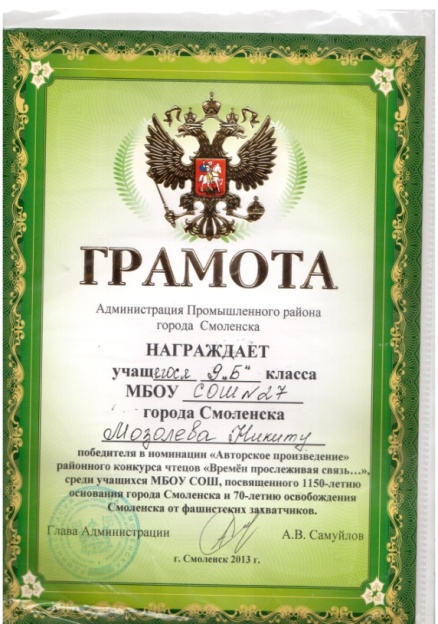 ГРАМОТА
Администрация Промышленного района
города Смоленска
НАГРАЖДАЕТ
учащегося 9„Б" класса
МБОУ СОШ №27
города Смоленска
Мозолева Никиту
победителя в номинации «Авторское произведение»
районного конкурса чтецов «Времён прослеживая связь…»,
среди учащихся МБОУ СОШ, посвященного 1150-летию
основания города Смоленска и 70-летию освобождения
Смоленска от фашистских захватчиков.
Глава Администрации А.В. Самуйлов
г. Смоленск 2013 г.